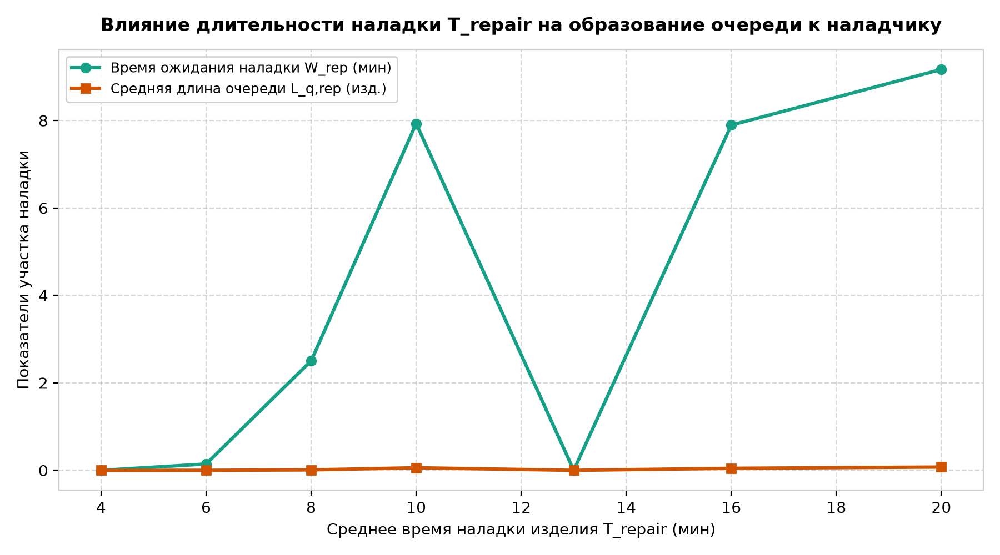 Влияние длительности наладки T_repair на образование очереди к наладчику
Время ожидания наладки W_rep (мин)
Средняя длина очереди L_q,rep (изд.)
Показатели участка наладки
8
6
4
2
0
4 6 8 10 12 14 16 18 20
Среднее время наладки изделия T_repair (мин)